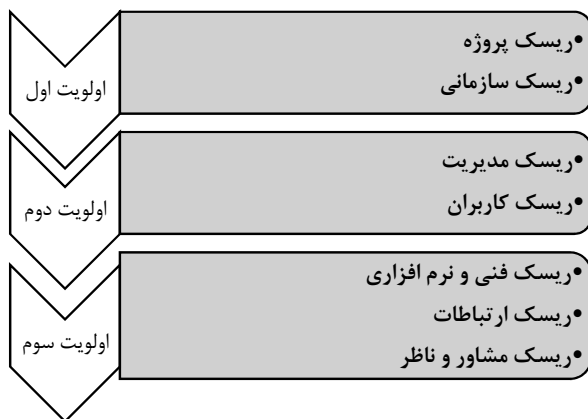 اولویت اول
•ریسک پروژه
•ریسک سازمانی
اولویت دوم
•ریسک مدیریت
•ریسک کاربران
اولویت سوم
•ریسک فنی و نرم افزاری
•ریسک ارتباطات
•ریسک مشاور و ناظر